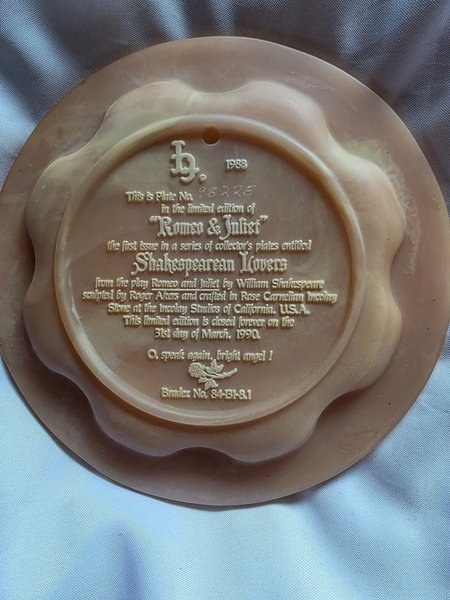 h. 1988
This is Plate No. 9822E
in the limited edition of
"Romeo & Juliet"
the first issue in a series of collector's plates entitled
Shakespearean Lovers
from the play Romeo and Juliet by William Shakespeare
sculpted by Roger Akers and crafted in Rose Carnelian Incolay
Stone at the Incolay Studios of California, U.S.A.
This limited edition is closed forever on the
31st day of March, 1990.
O, speak again, bright angel !
Bradex No. 84-I31-8.1